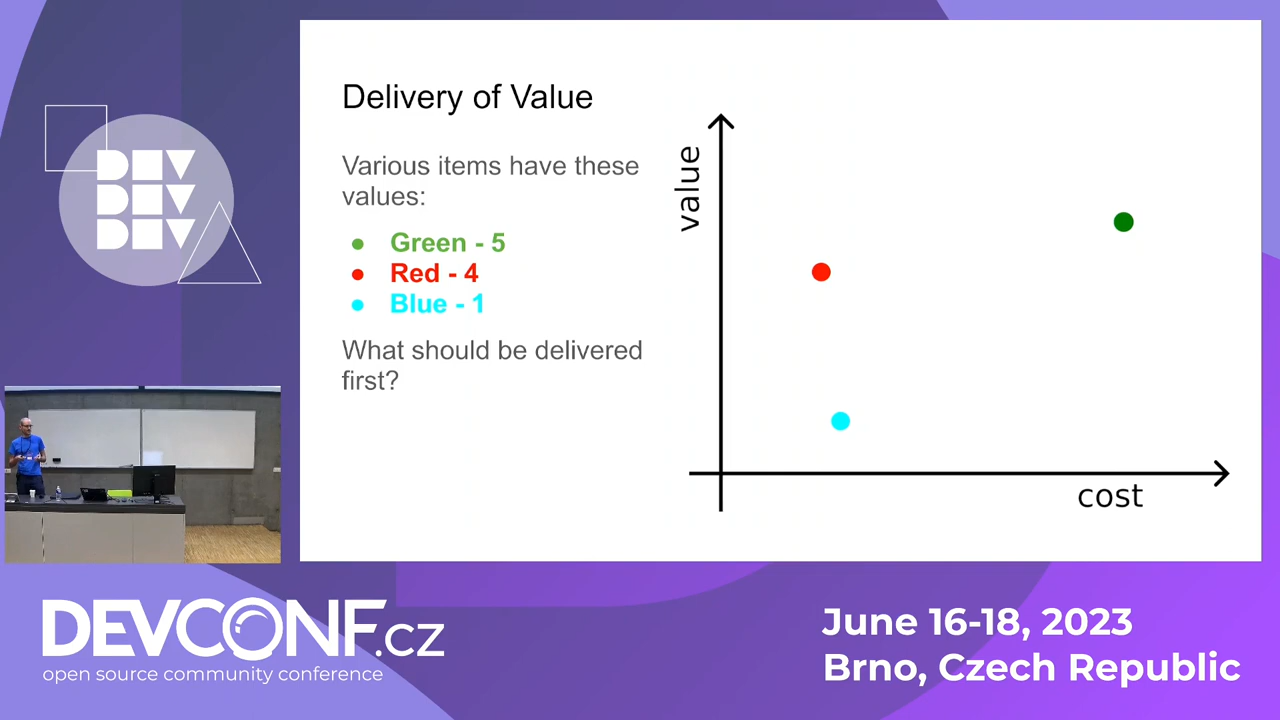 Delivery of Value
Various items have these
values:
● Green - 5
● Red - 4
● Blue - 1
What should be delivered
first?
value
cost
DEV
DEV
DEV
DEVCONF.cz
open source community conference
June 16-18, 2023
Brno, Czech Republic